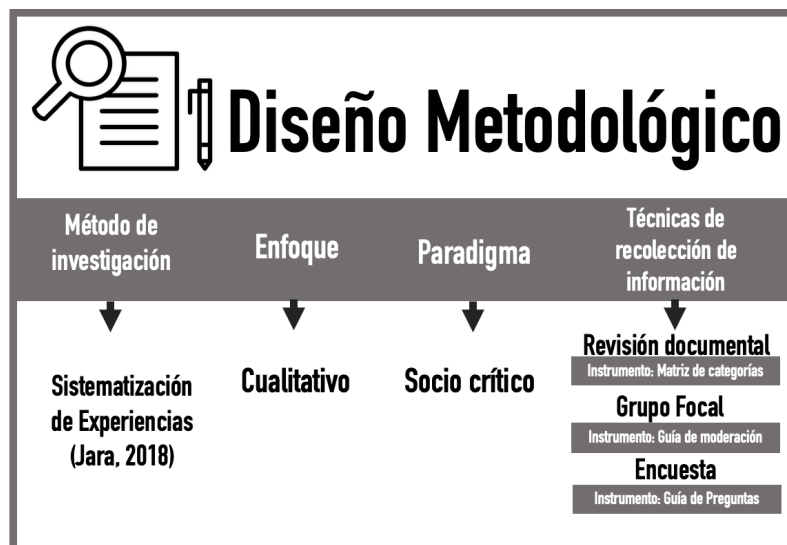 Diseño Metodológico
Método de
investigación
Enfoque
Paradigma
Técnicas de
recolección de
información
Sistematización
de Experiencias
(Jara, 2018)
Cualitativo
Socio crítico
Revisión documental
Instrumento: Matriz de categorías
Grupo Focal
Instrumento: Guía de moderación
Encuesta
Instrumento: Guía de Preguntas